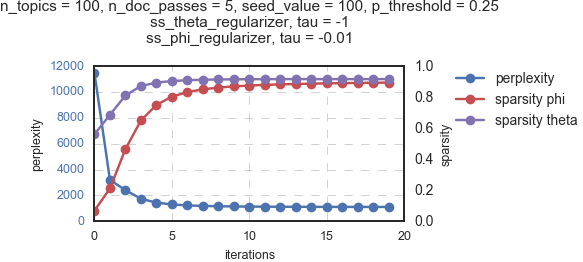 n_topics = 100, n_doc_passes = 5, seed_value = 100, p_threshold = 0.25
ss_theta_regularizer, tau = -1
ss_phi_regularizer, tau = -0.01
12000
10000
8000
6000
4000
2000
0
perplexity
0
5
10
15
20
iterations
1.0
0.8
0.6
0.4
0.2
0.0
sparsity
perplexity
sparsity phi
sparsity theta